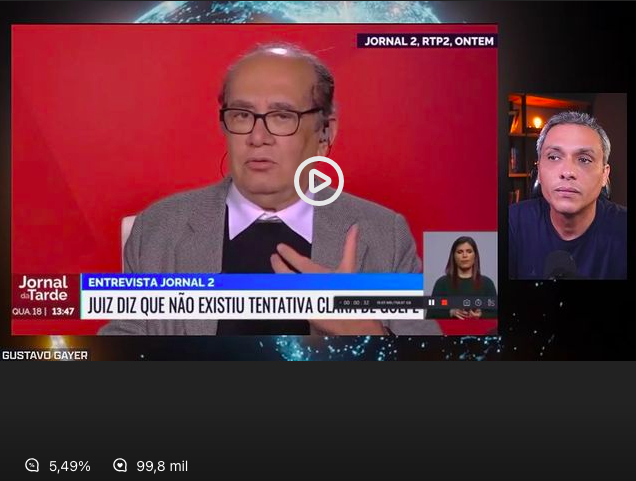 JORNAL 2, RTP2, ONTEM
ENTREVISTA JORNAL 2
Jornal
da Tarde
JUIZ DIZ QUE NÃO EXISTIU TENTATIVA CLARA DE GOLPE
QUA.18 | 13:47
GUSTAVO GAYER
5,49%
99,8 mil